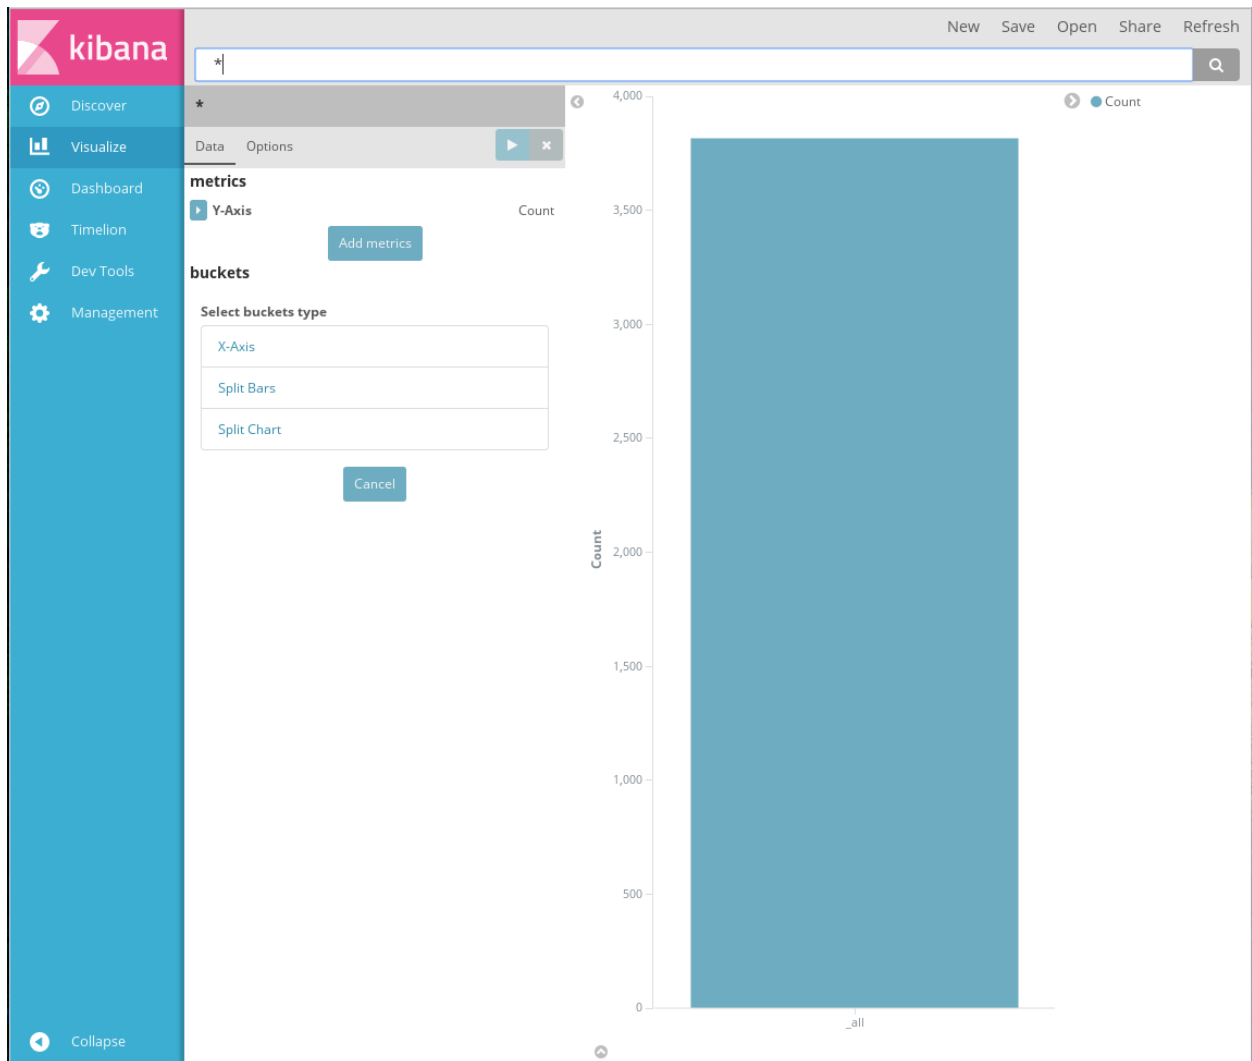 kibana
New Save Open Share Refresh
*
Discover
Visualize
Dashboard
Timelion
Dev Tools
Management
Collapse
*
Data Options
metrics
Y-Axis Count
Add metrics
buckets
Select buckets type
X-Axis
Split Bars
Split Chart
Cancel
Count
4,000
3,500
3,000
2,500
2,000
1,500
1,000
500
0
Count
_all